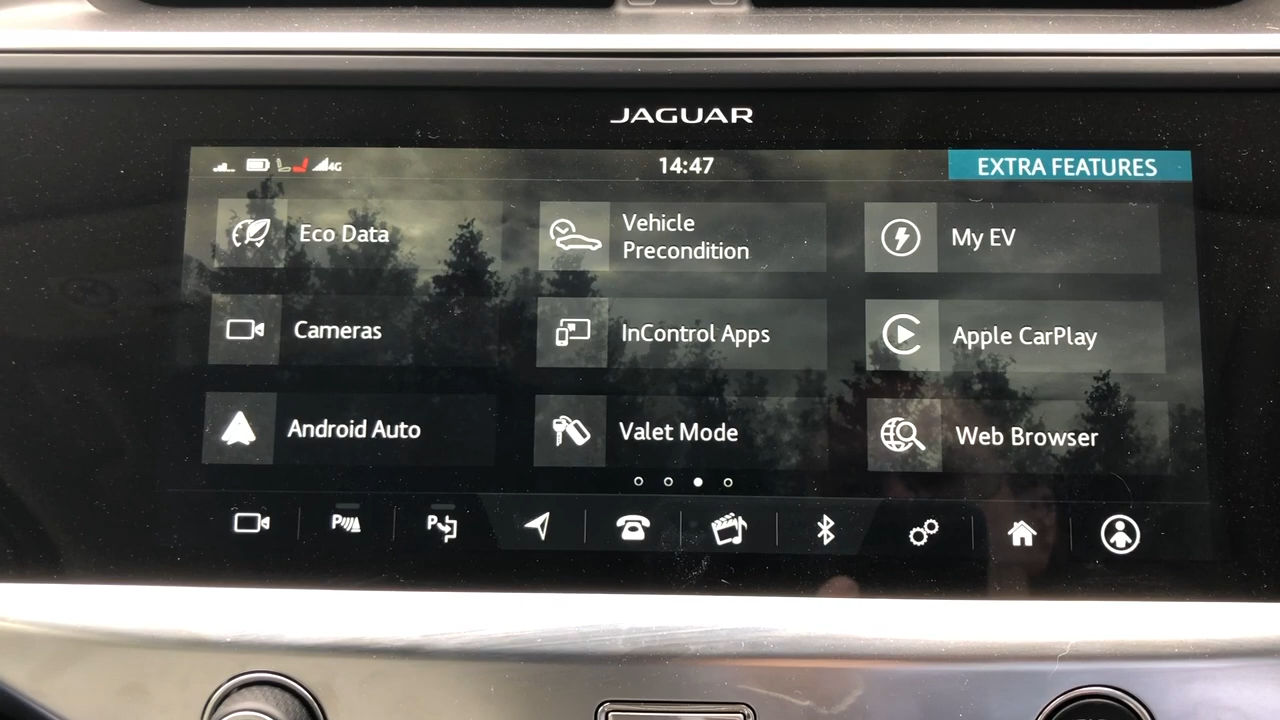 JAGUAR
4G
14:47
EXTRA FEATURES
Eco Data
Vehicle
Precondition
My EV
Cameras
InControl Apps
Apple CarPlay
Android Auto
Valet Mode
Web Browser
P
P